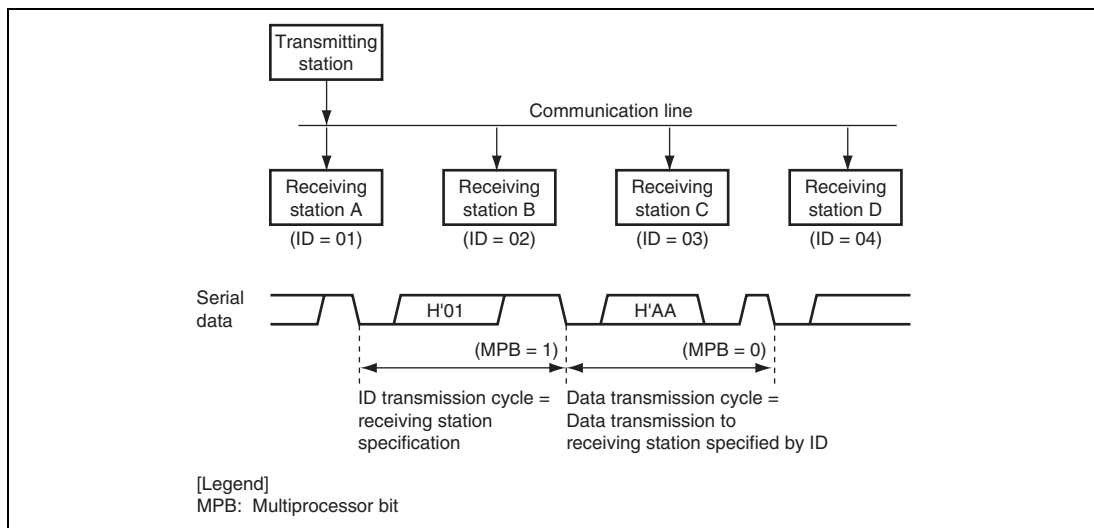 Transmitting
station
Communication line
Receiving
station A
Receiving
station B
Receiving
station C
Receiving
station D
(ID = 01)
(ID = 02)
(ID = 03)
(ID = 04)
Serial
data
H'01
H'AA
(MPB = 1)
(MPB = 0)
ID transmission cycle =
receiving station
specification
Data transmission cycle =
Data transmission to
receiving station specified by ID
[Legend]
MPB: Multiprocessor bit